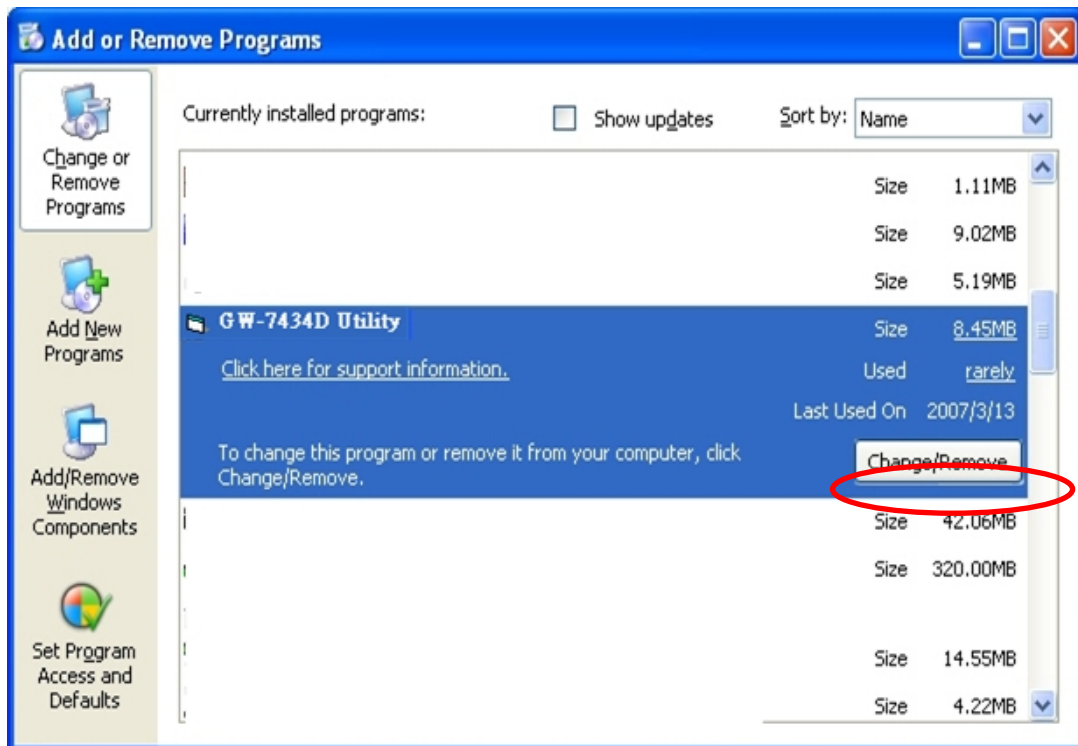 Add or Remove Programs
Change or
Remove
Programs
Add New
Programs
Add/Remove
Windows
Components
Set Program
Access and
Defaults
Currently installed programs:
Show updates
Sort by: Name
Size 1.11MB
Size 9.02MB
Size 5.19MB
GW-7434D Utility Size 8.45MB
Click here for support information. Used rarely
Last Used On 2007/3/13
To change this program or remove it from your computer, click
Change/Remove.
Change/Remove
Size 42.06MB
Size 320.00MB
Size 14.55MB
Size 4.22MB